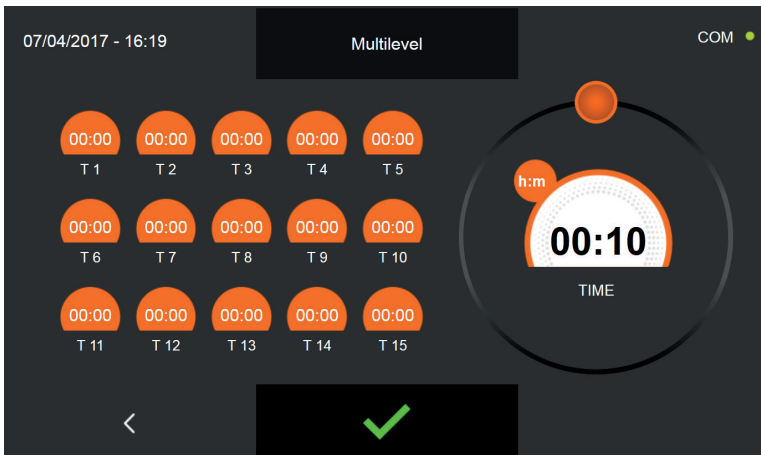 07/04/2017 - 16:19
Multilevel
COM
00:00 00:00 00:00 00:00 00:00
T 1 T 2 T 3 T 4 T 5
00:00 00:00 00:00 00:00 00:00
T 6 T 7 T 8 T 9 T 10
00:00 00:00 00:00 00:00 00:00
T 11 T 12 T 13 T 14 T 15
h:m
00:10
TIME